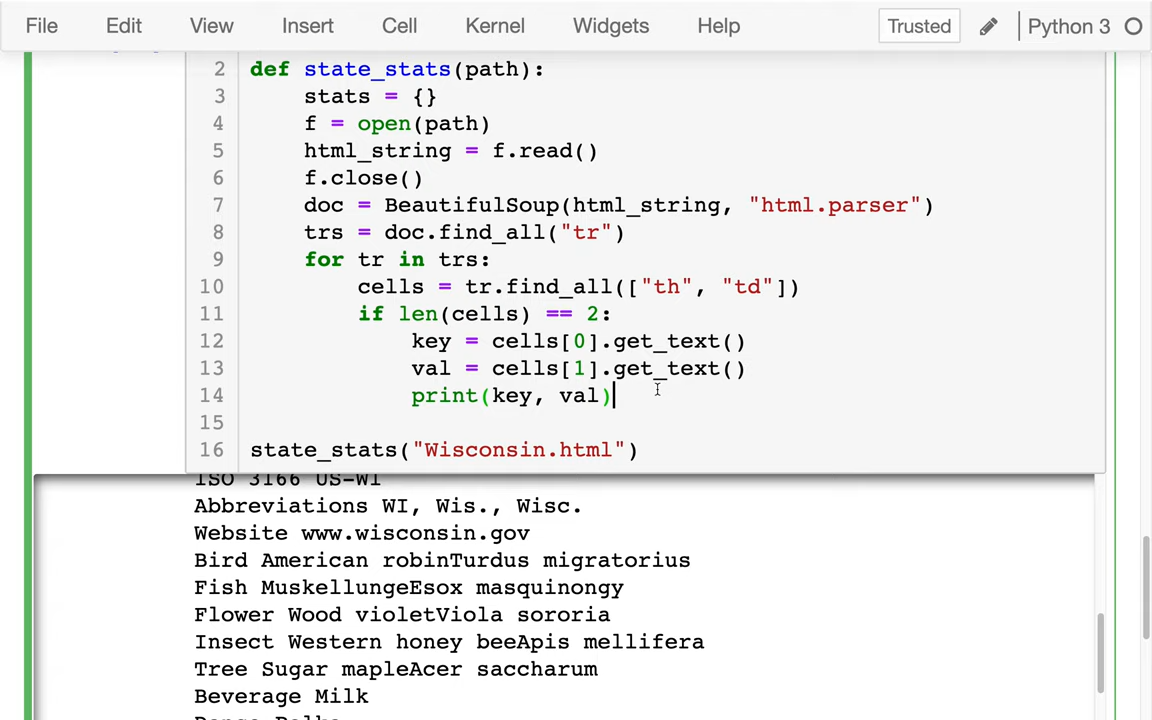 File Edit View Insert Cell Kernel Widgets Help Trusted Python 3
2 def state_stats(path):
3 stats = {}
4 f = open(path)
5 html_string = f.read()
6 f.close()
7 doc = BeautifulSoup(html_string, "html.parser")
8 trs = doc.find_all("tr")
9 for tr in trs:
10 cells = tr.find_all(["th", "td"])
11 if len(cells) == 2:
12 key = cells[0].get_text()
13 val = cells[1].get_text()
14 print(key, val)
15
16 state_stats("Wisconsin.html")
ISO 3166 US-WI
Abbreviations WI, Wis., Wisc.
Website www.wisconsin.gov
Bird American robinTurdus migratorius
Fish MuskellungeEsox masquinongy
Flower Wood violetViola sororia
Insect Western honey beeApis mellifera
Tree Sugar mapleAcer saccharum
Beverage Milk